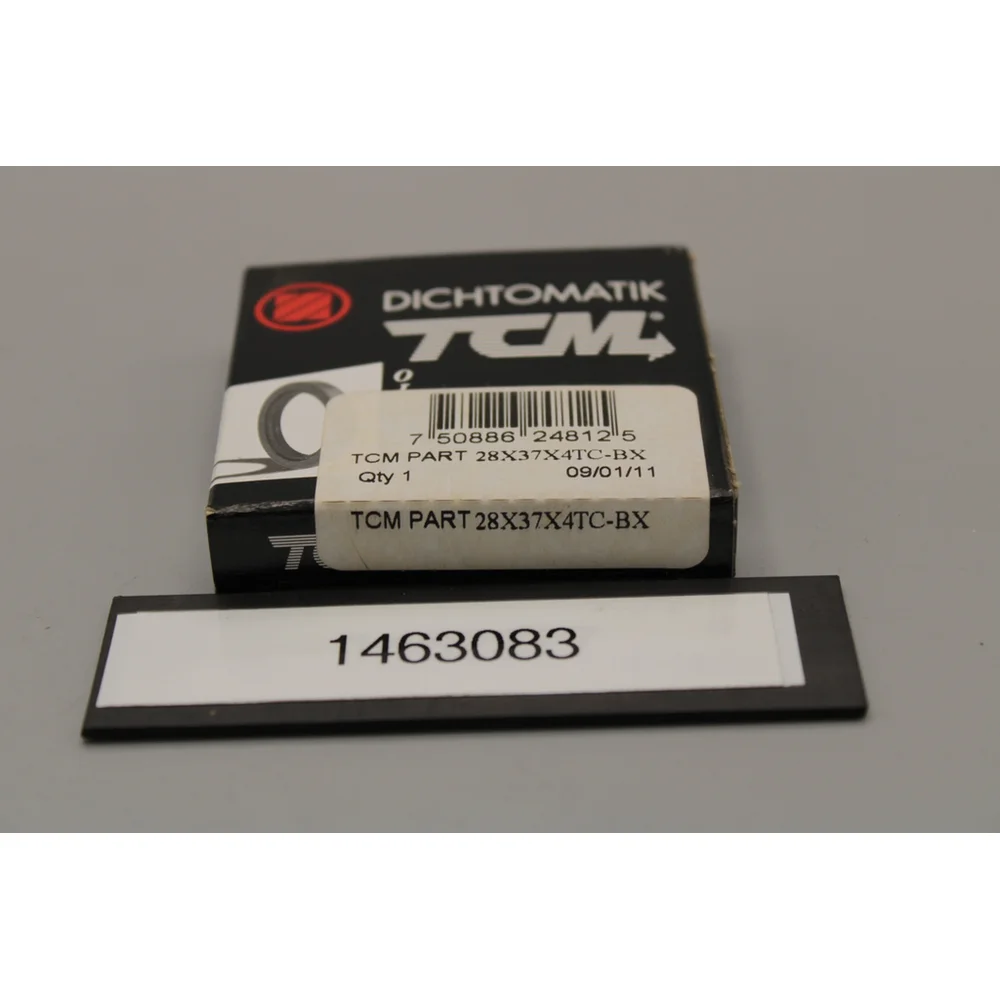 DICHTOMATIK
TCM
7 50886 24812 5
TCM PART 28X37X4TC-BX
Qty 1 09/01/11
TCM PART 28X37X4TC-BX
1463083